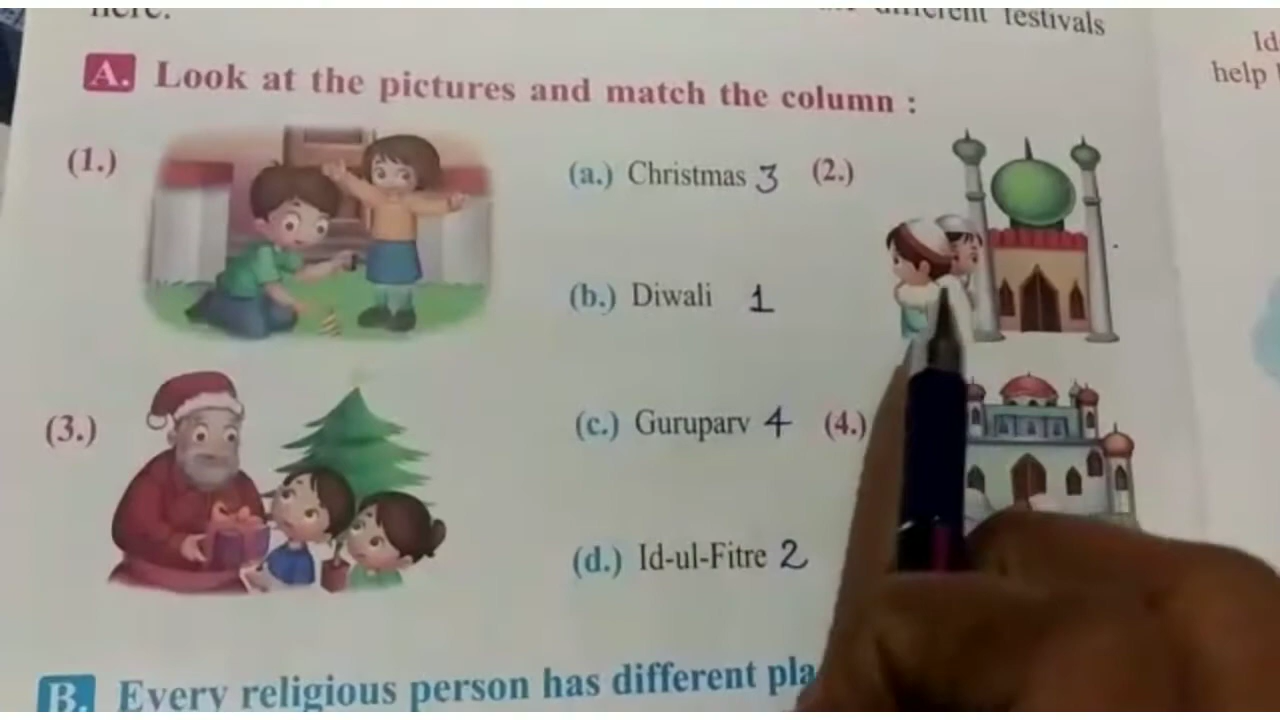 different festivals
Id
help
A. Look at the pictures and match the column :
(1.)
(a.) Christmas 3 (2.)
(b.) Diwali 1
(3.)
(c.) Guruparv 4 (4.)
(d.) Id-ul-Fitre 2
B. Every religious person has different pla